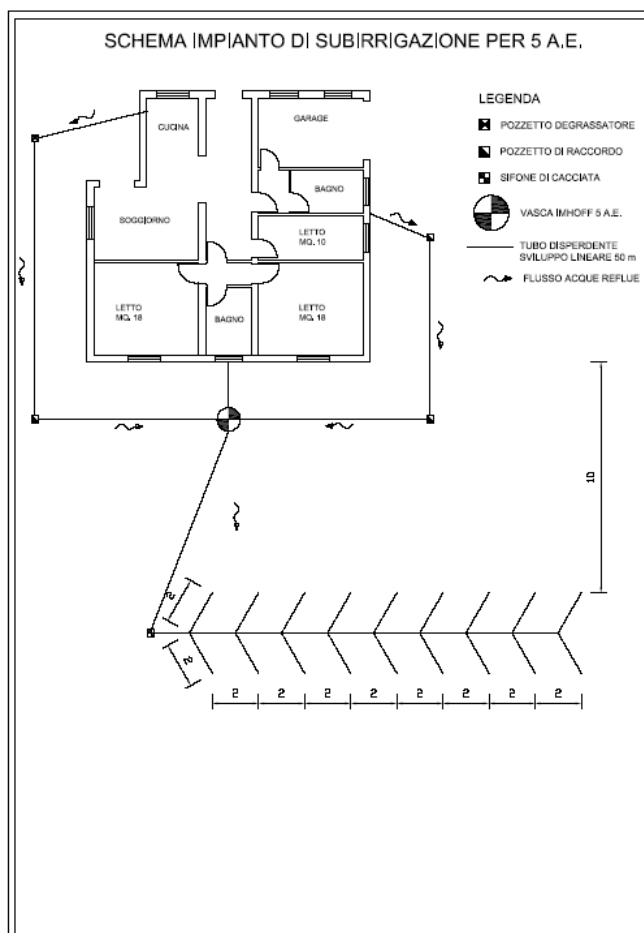 SCHEMA IMPIANTO DI SUBIRRIGAZIONE PER 5 A.E.
LEGENDA
POZZETTO DEGRASSATORE
POZZETTO DI RACCORDO
SIFONE DI CACCIATA
VASCA IMHOFF 5 A.E.
TUBO DISPERDENTE
SVILUPPO LINEARE 50 m
FLUSSO ACQUE REFLUE
CUCINA
GARAGE
BAGNO
SOGGIORNO
LETTO
MQ. 10
LETTO
MQ. 18
BAGNO
LETTO
MQ. 18
10
2
2
2 2 2 2 2 2 2 2